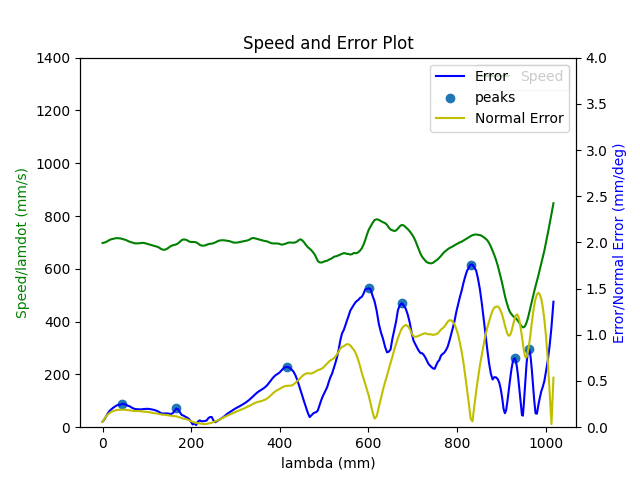 Speed and Error Plot
1400
1200
1000
800
600
400
200
0
Speed/lamdot (mm/s)
0
200
400
600
800
1000
lambda (mm)
4.0
3.5
3.0
2.5
2.0
1.5
1.0
0.5
0.0
Error/Normal Error (mm/deg)
Speed
Error
peaks
Normal Error